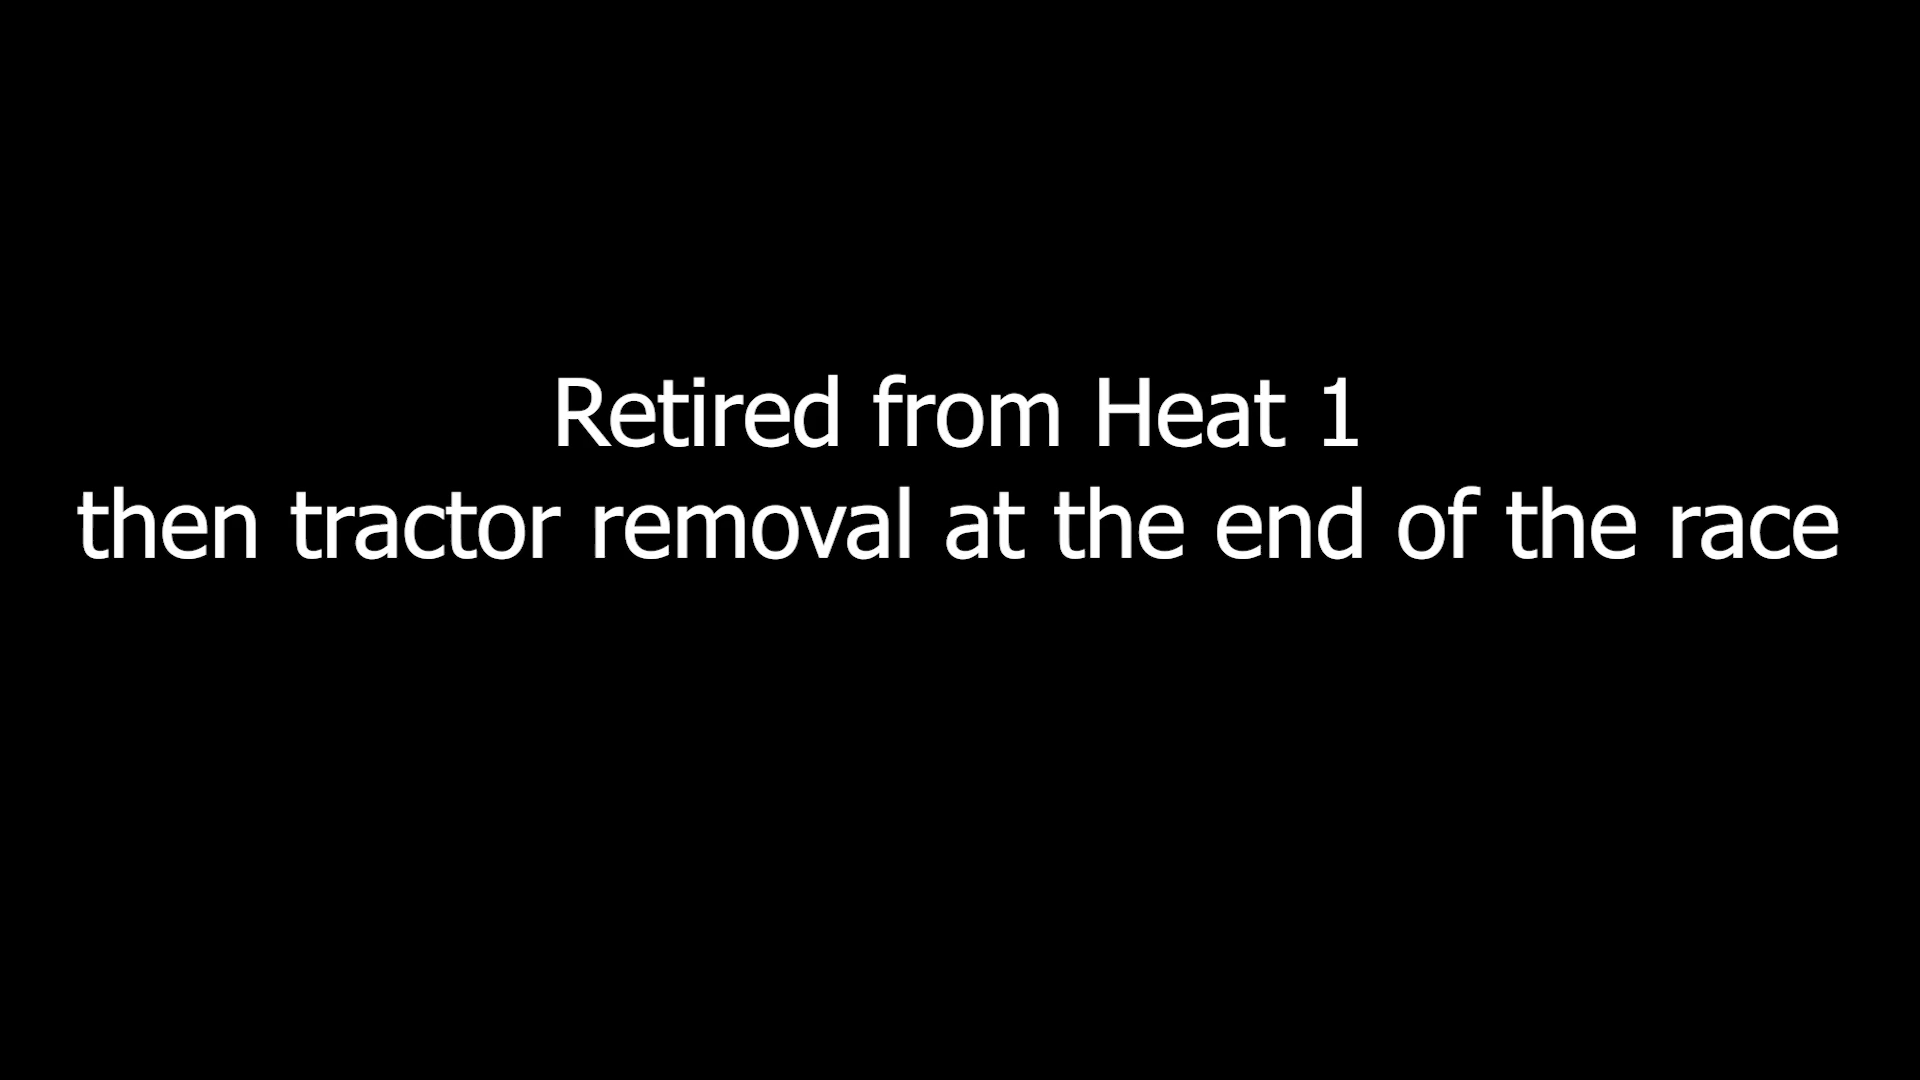 Retired from Heat 1
then tractor removal at the end of the race